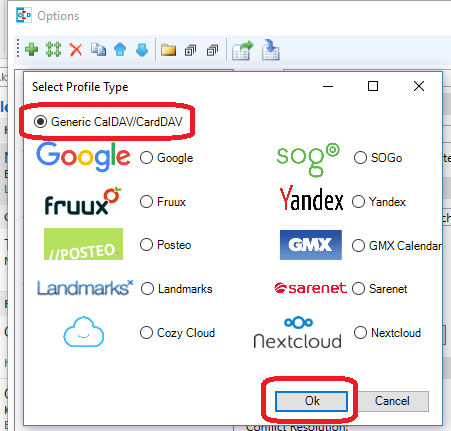 Options
Select Profile Type
Generic CalDAV/CardDAV
Google Google
SOGo SOGo
fruux Fruux
Yandex Yandex
//POSTEO Posteo
GMX GMX Calendar
Landmarks Landmarks
sarenet Sarenet
Cozy Cloud
Nextcloud Nextcloud
Ok Cancel
Conflict Resolution: